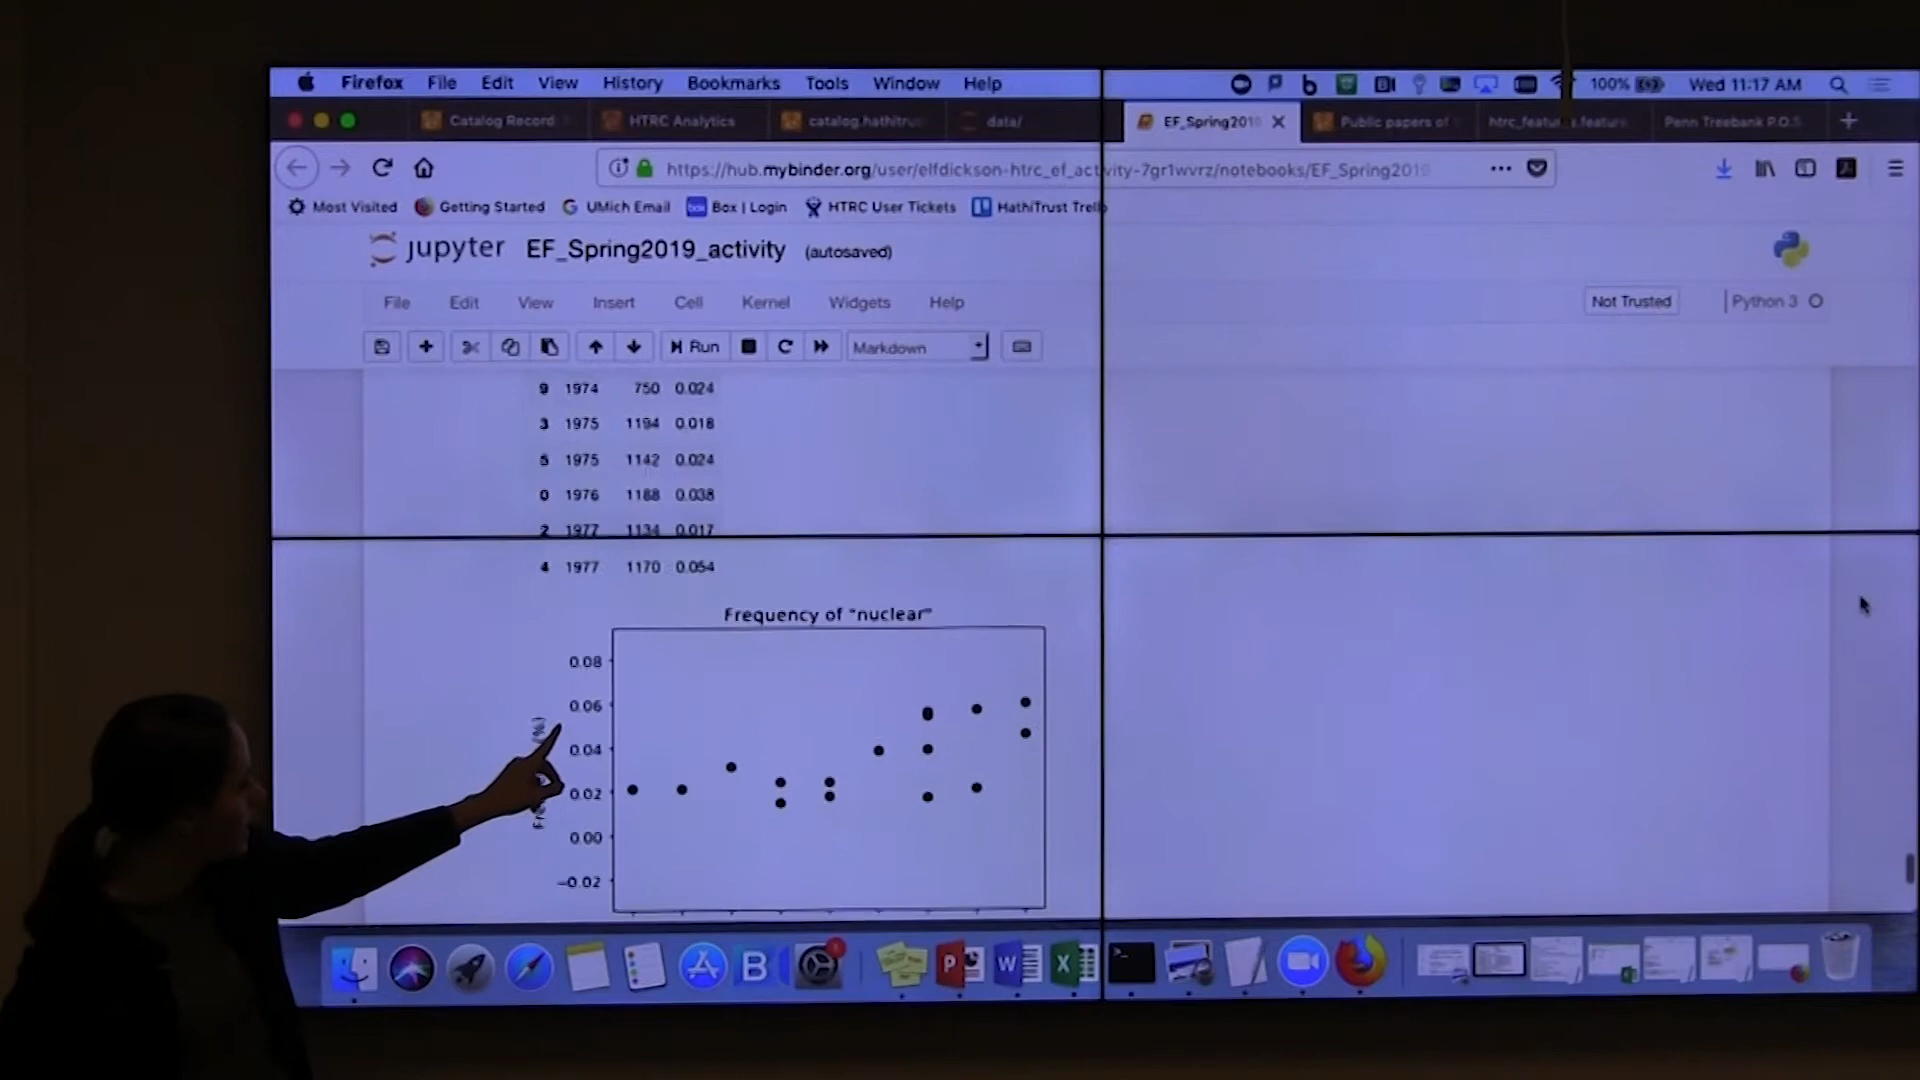 Firefox File Edit View History Bookmarks Tools Window Help 100% Wed 11:17 AM
Catalog Record HTRC Analytics catalog.hathitrus data/ EF_Spring201 Public papers of Penn Treebank P.O.S
https://hub.mybinder.org/user/elfdickson-htrc_ef_activity-7gr1wvrz/notebooks/EF_Spring2019
Most Visited Getting Started UMich Email Box | Login HTRC User Tickets HathiTrust Trello
jupyter EF_Spring2019_activity (autosaved)
File Edit View Insert Cell Kernel Widgets Help Not Trusted Python 3
Run Markdown
9 1974 750 0.024
3 1975 1194 0.018
5 1975 1142 0.024
0 1976 1188 0.038
2 1977 1134 0.017
4 1977 1170 0.054
Frequency of "nuclear"
0.08
0.06
(%)
0.04
0.02
0.00
−0.02